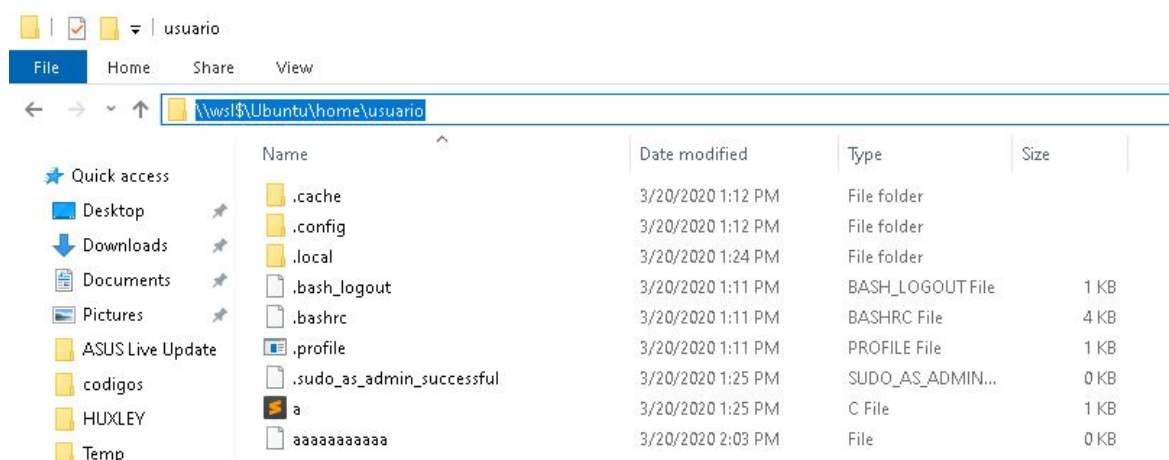 usuario
File Home Share View
\\wsl$\Ubuntu\home\usuario
Name Date modified Type Size
Quick access
Desktop
Downloads
Documents
Pictures
ASUS Live Update
codigos
HUXLEY
Temp
.cache 3/20/2020 1:12 PM File folder
.config 3/20/2020 1:12 PM File folder
.local 3/20/2020 1:24 PM File folder
.bash_logout 3/20/2020 1:11 PM BASH_LOGOUT File 1 KB
.bashrc 3/20/2020 1:11 PM BASHRC File 4 KB
.profile 3/20/2020 1:11 PM PROFILE File 1 KB
.sudo_as_admin_successful 3/20/2020 1:25 PM SUDO_AS_ADMIN... 0 KB
a 3/20/2020 1:25 PM C File 1 KB
aaaaaaaaaaa 3/20/2020 2:03 PM File 0 KB